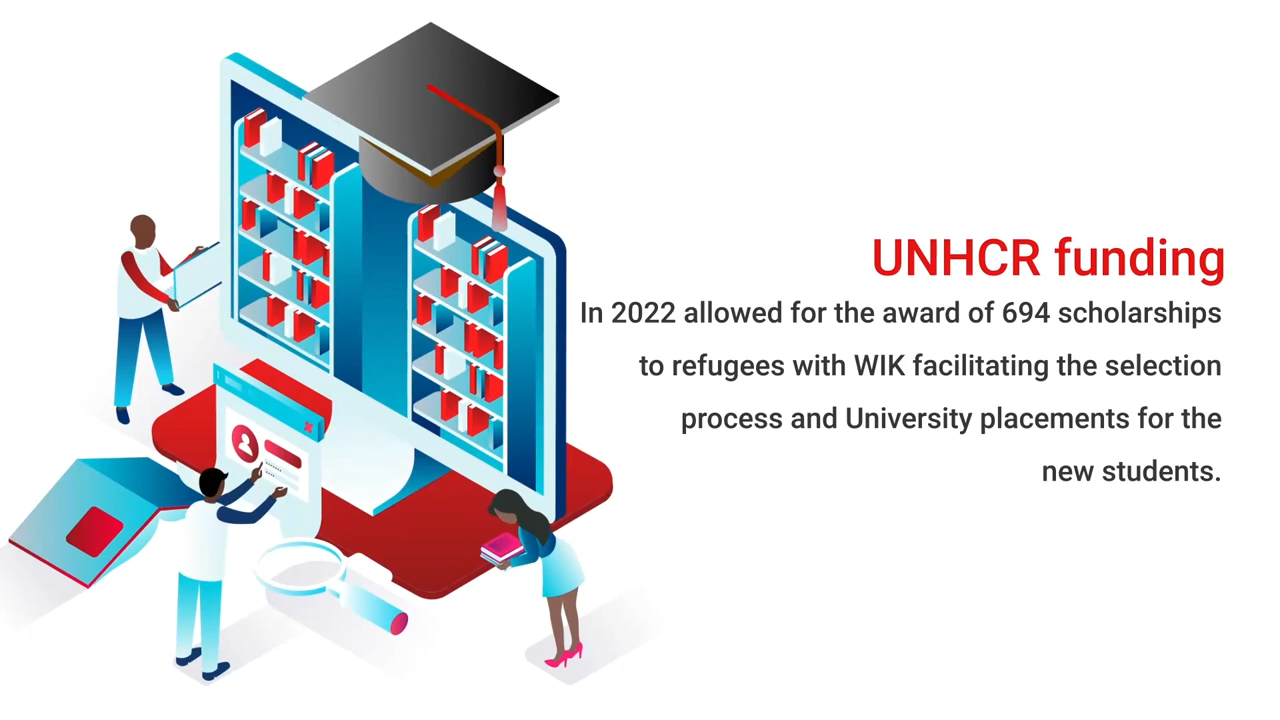 UNHCR funding
In 2022 allowed for the award of 694 scholarships
to refugees with WIK facilitating the selection
process and University placements for the
new students.